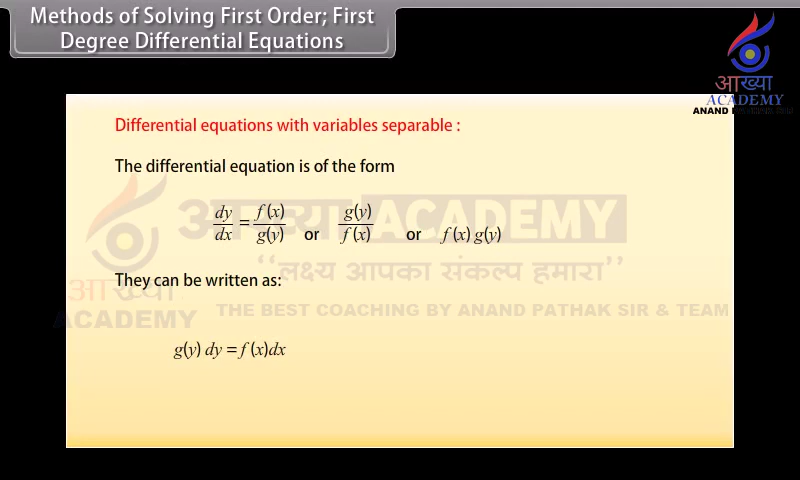 Methods of Solving First Order; First
Degree Differential Equations
आख्या
ACADEMY
Differential equations with variables separable :
The differential equation is of the form
dy/dx = f(x)/g(y) or g(y)/f(x) or f(x) g(y)
आख्या ACADEMY
“लक्ष्य आपका संकल्प हमारा”
They can be written as:
आख्या
ACADEMY
THE BEST COACHING BY ANAND PATHAK SIR & TEAM
g(y) dy = f (x)dx